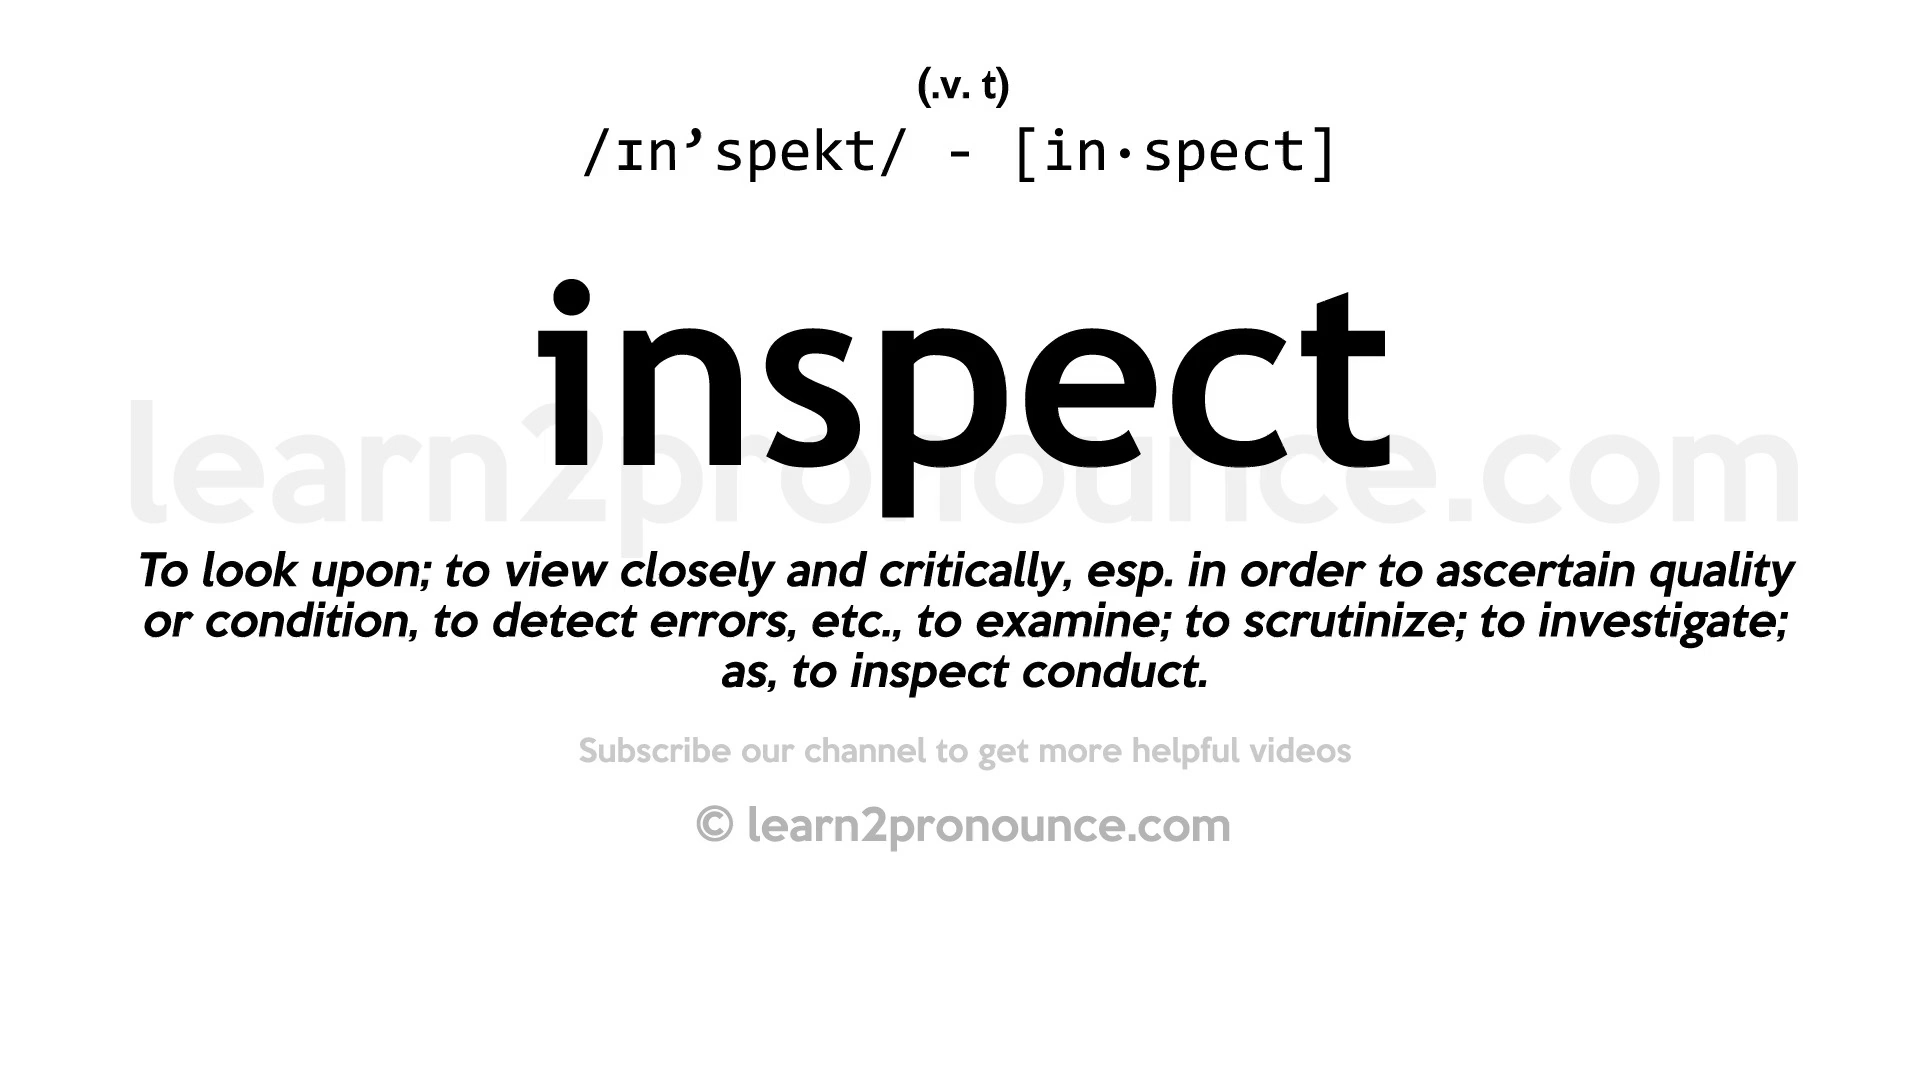 (.v. t)
/ɪn’spekt/ - [in·spect]
inspect
learn2pronounce.com
To look upon; to view closely and critically, esp. in order to ascertain quality
or condition, to detect errors, etc., to examine; to scrutinize; to investigate;
as, to inspect conduct.
Subscribe our channel to get more helpful videos
© learn2pronounce.com